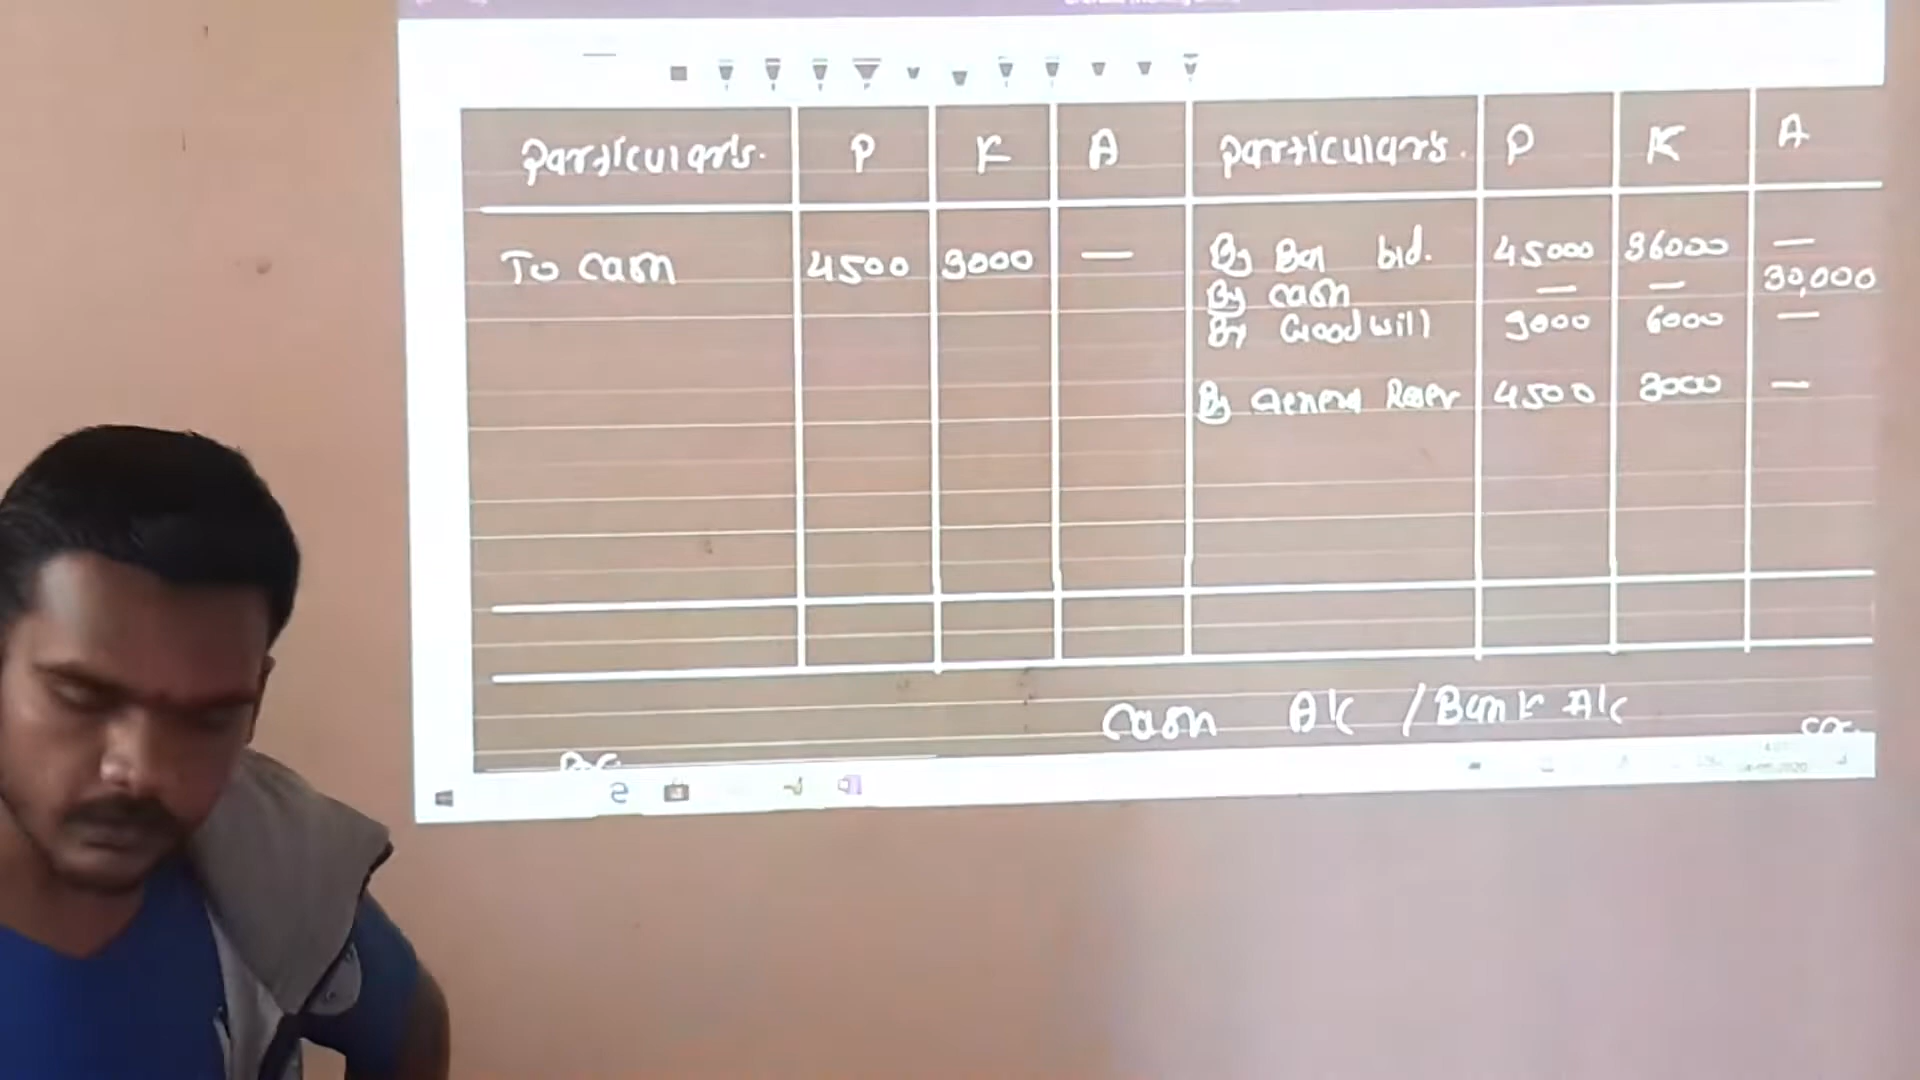 Particulars. P K A Particulars. P K A
To Cash 4500 3000 — By Bal bld. 45000 36000 —
By Cash — — 30,000
By Goodwill 9000 6000 —
By General Reser 4500 3000 —
Cash A/c / Bank A/c